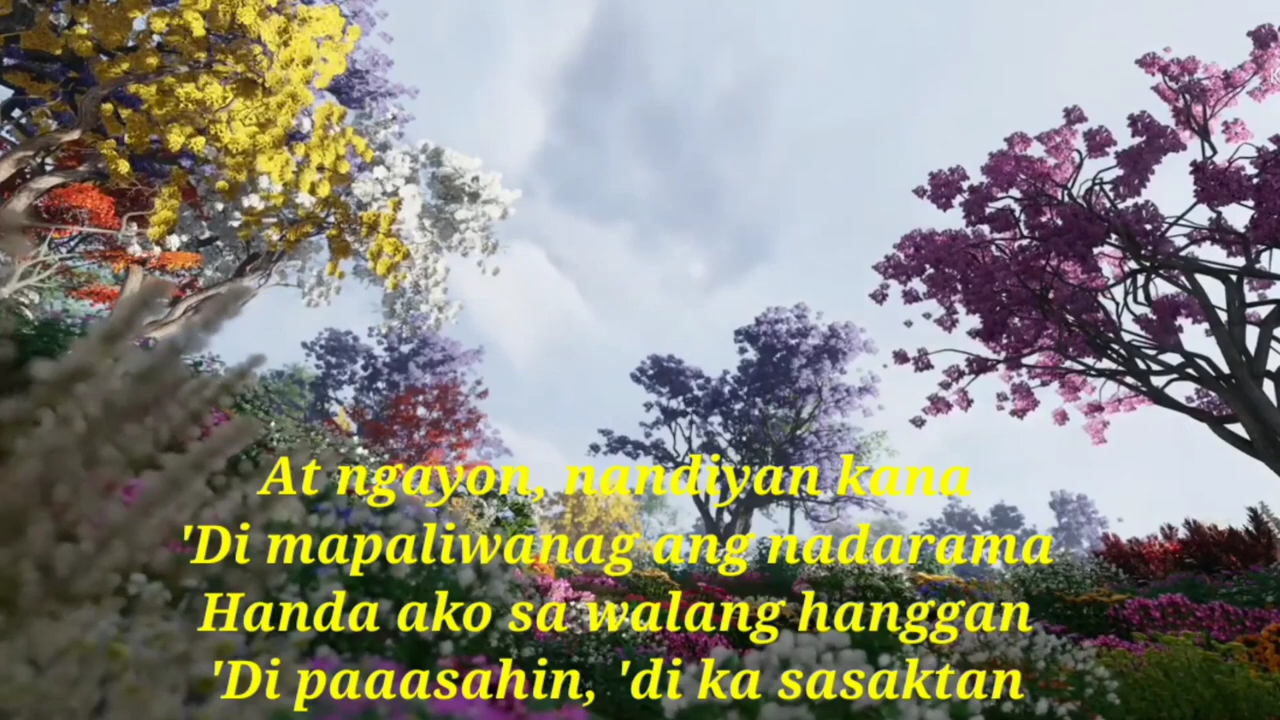 At ngayon, nandiyan kana
'Di mapaliwanag ang nadarama
Handa ako sa walang hanggan
'Di paaasahin, 'di ka sasaktan